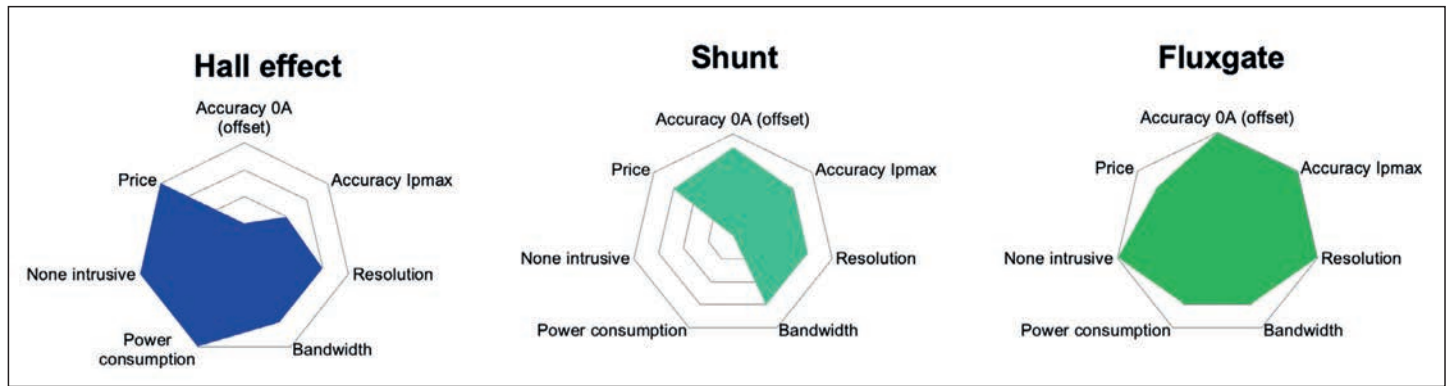 Hall effect
Accuracy 0A
(offset)
Price
Accuracy Ipmax
None intrusive
Resolution
Power
consumption
Bandwidth
Shunt
Accuracy 0A (offset)
Price
Accuracy Ipmax
None intrusive
Resolution
Power consumption
Bandwidth
Fluxgate
Accuracy 0A (offset)
Price
Accuracy Ipmax
None intrusive
Resolution
Power consumption
Bandwidth